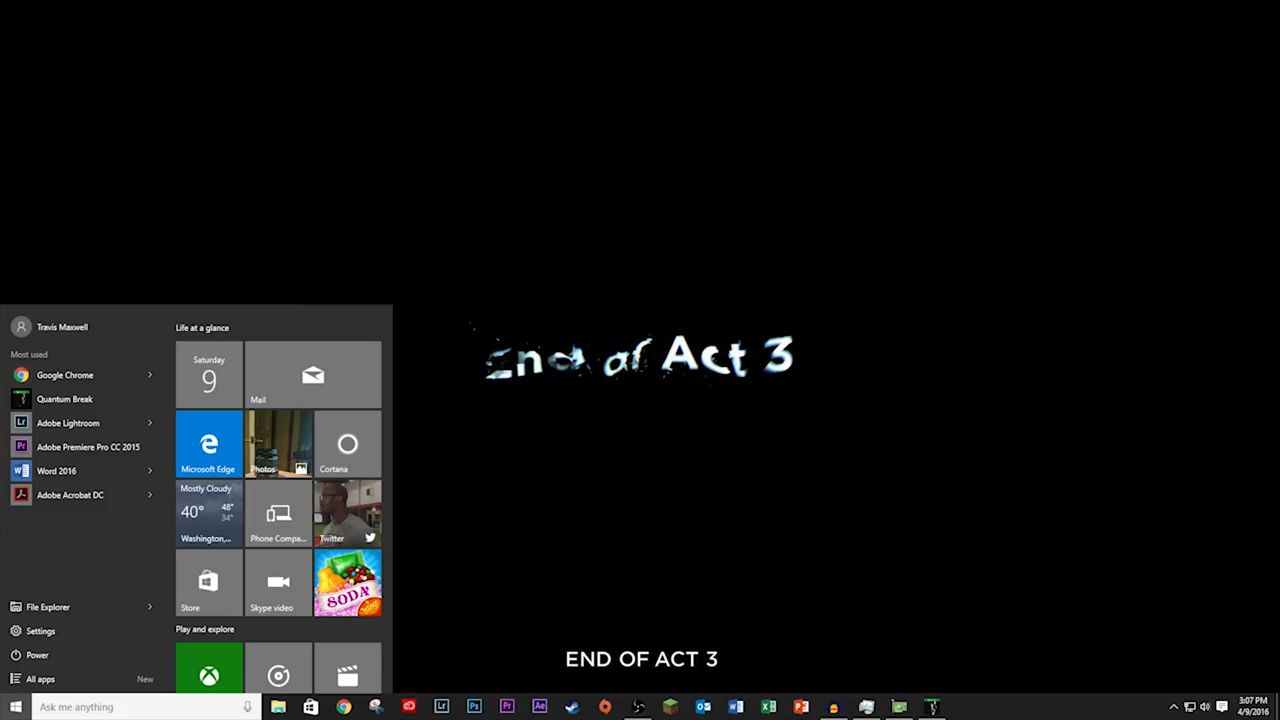 End of Act 3
END OF ACT 3
Travis Maxwell
Most used
Google Chrome
Quantum Break
Adobe Lightroom
Adobe Premiere Pro CC 2015
Word 2016
Adobe Acrobat DC
File Explorer
Settings
Power
All apps
New
Life at a glance
Saturday
9
Mail
Microsoft Edge
Photos
Cortana
Mostly Cloudy
40°
48°
34°
Washington,...
Phone Compa...
Twitter
Store
Skype video
SODA
Play and explore
Ask me anything
3:07 PM
4/9/2016